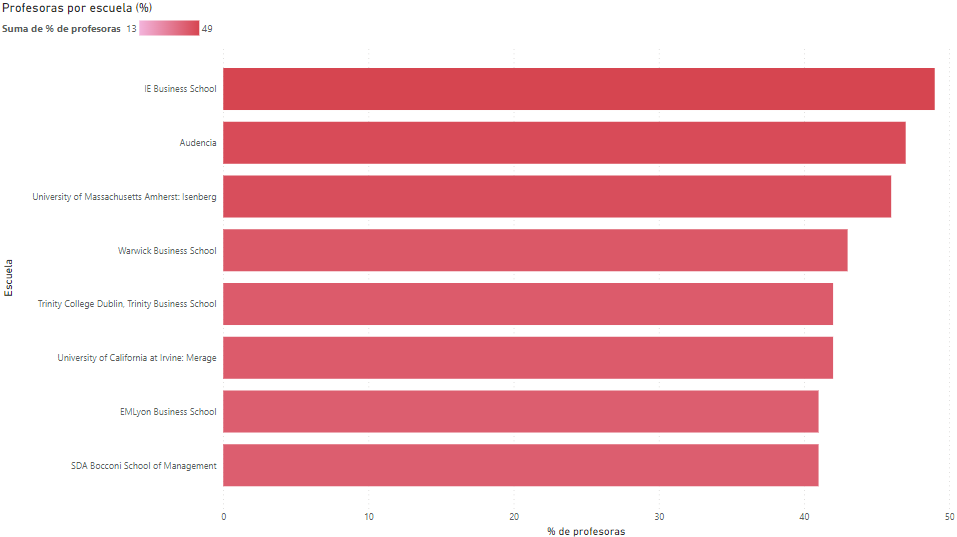 Profesoras por escuela (%)
Suma de % de profesoras 13 49
IE Business School
Audencia
University of Massachusetts Amherst: Isenberg
Warwick Business School
Trinity College Dublin, Trinity Business School
University of California at Irvine: Merage
EMLyon Business School
SDA Bocconi School of Management
Escuela
0 10 20 30 40 50
% de profesoras